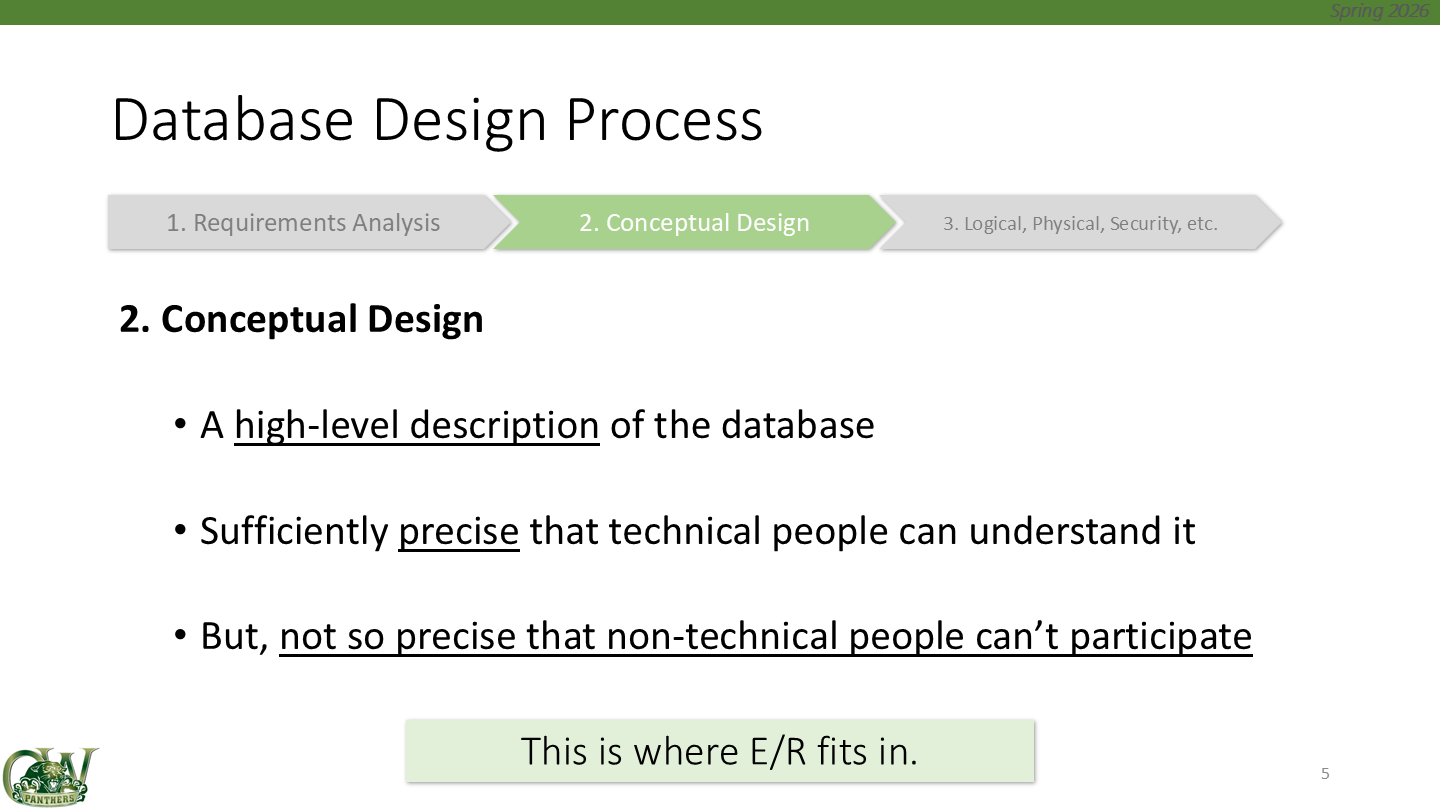 Spring 2026
Database Design Process
1. Requirements Analysis
2. Conceptual Design
3. Logical, Physical, Security, etc.
2. Conceptual Design
• A high-level description of the database
• Sufficiently precise that technical people can understand it
• But, not so precise that non-technical people can’t participate
This is where E/R fits in.
OW
PANTHERS
5